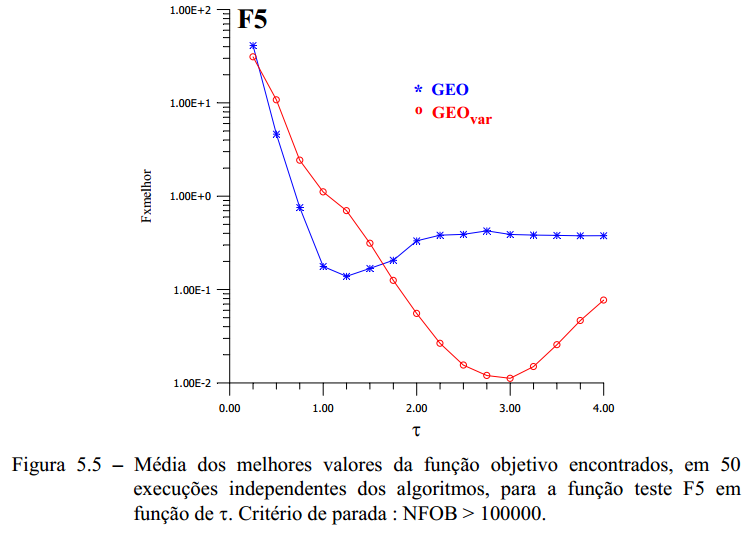 F5
1.00E+2
1.00E+1
1.00E+0
1.00E-1
1.00E-2
Fxmelhor
* GEO
o GEOvar
0.00 1.00 2.00 3.00 4.00
τ
Figura 5.5 – Média dos melhores valores da função objetivo encontrados, em 50
execuções independentes dos algoritmos, para a função teste F5 em
função de τ. Critério de parada : NFOB > 100000.